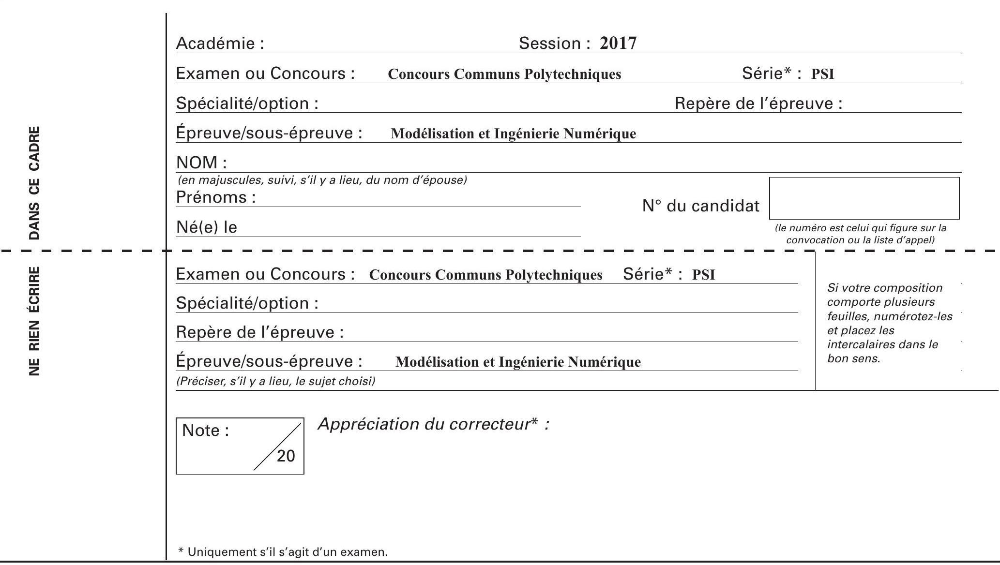 Académie : Session : 2017
Examen ou Concours : Concours Communs Polytechniques Série* : PSI
Spécialité/option : Repère de l'épreuve :
Épreuve/sous-épreuve : Modélisation et Ingénierie Numérique
NOM :
(en majuscules, suivi, s'il y a lieu, du nom d'épouse)
Prénoms :
N° du candidat
Né(e) le
(le numéro est celui qui figure sur la
convocation ou la liste d'appel)
DANS CE CADRE
NE RIEN ÉCRIRE
Examen ou Concours : Concours Communs Polytechniques Série* : PSI
Spécialité/option :
Repère de l'épreuve :
Épreuve/sous-épreuve : Modélisation et Ingénierie Numérique
(Préciser, s'il y a lieu, le sujet choisi)
Si votre composition
comporte plusieurs
feuilles, numérotez-les
et placez les
intercalaires dans le
bon sens.
Note :
20
Appréciation du correcteur* :
* Uniquement s'il s'agit d'un examen.